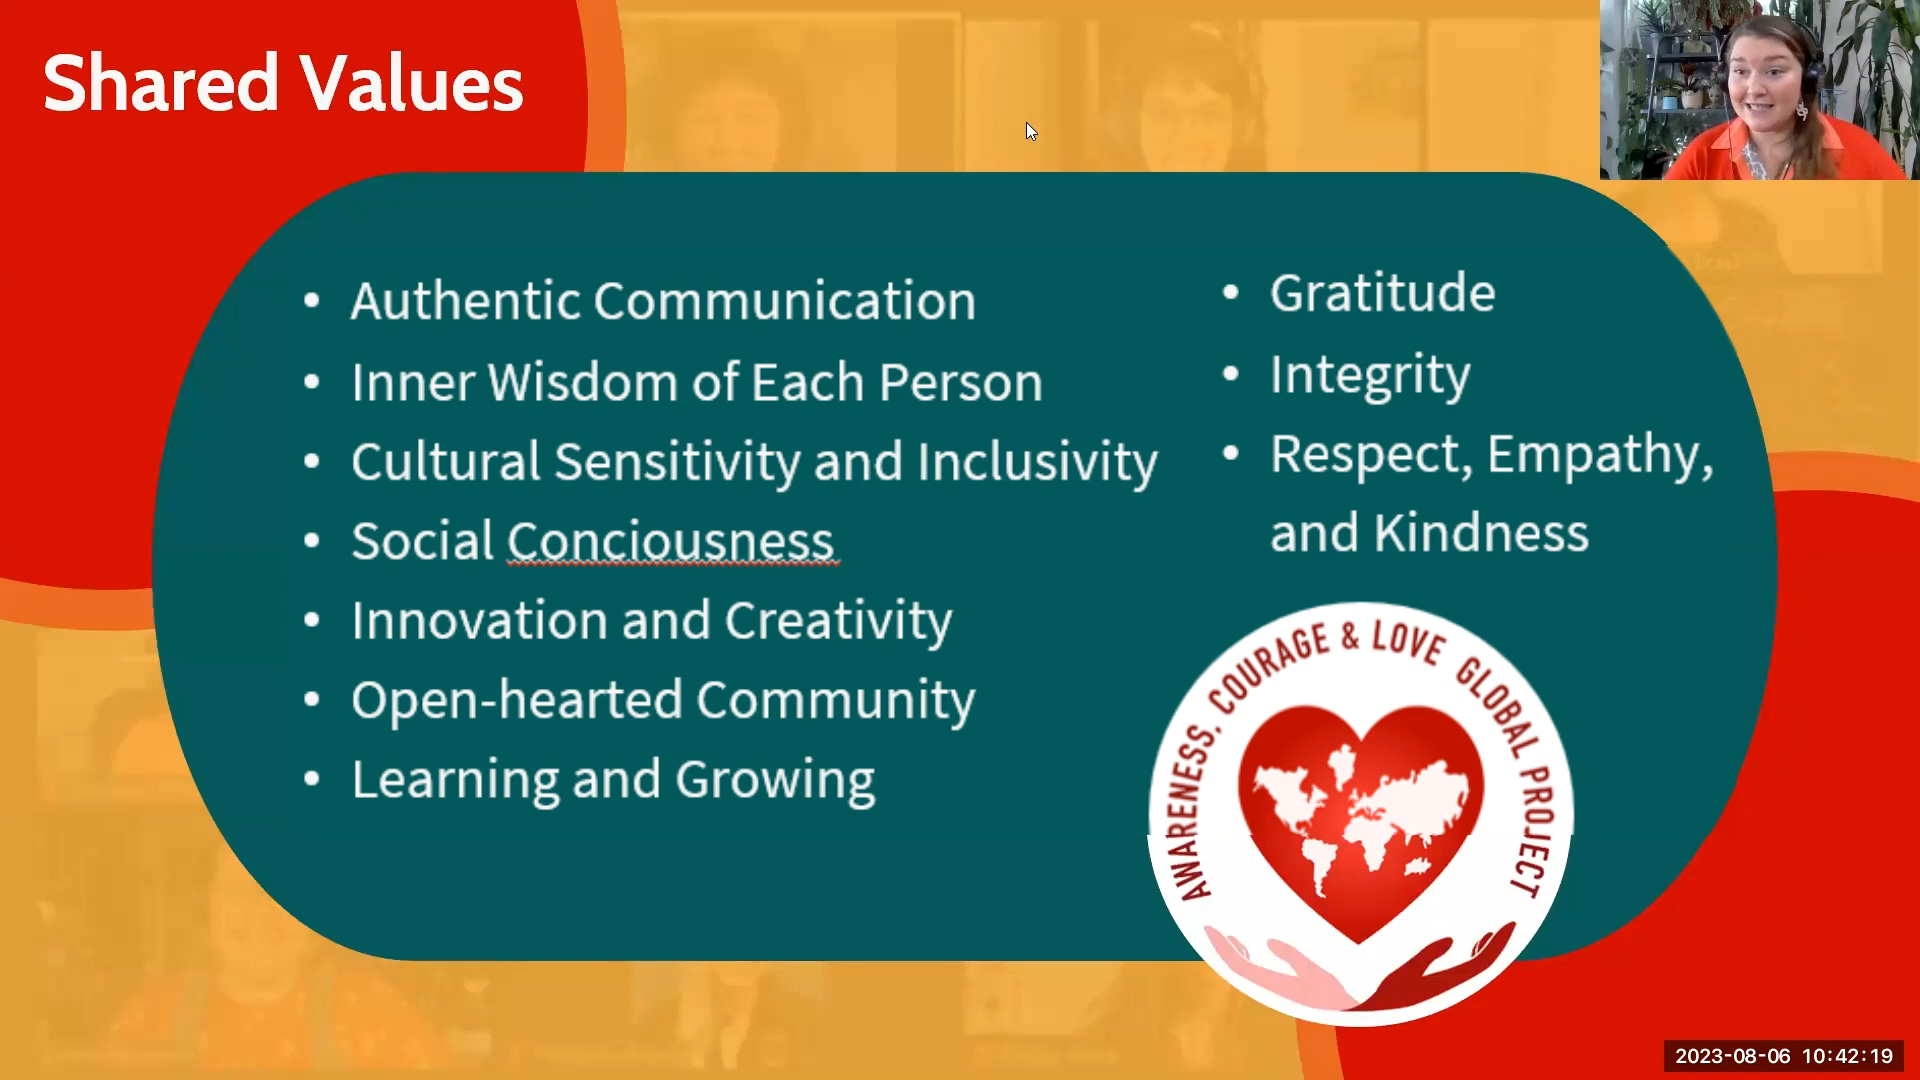 Shared Values
• Authentic Communication
• Inner Wisdom of Each Person
• Cultural Sensitivity and Inclusivity
• Social Conciousness
• Innovation and Creativity
• Open-hearted Community
• Learning and Growing
• Gratitude
• Integrity
• Respect, Empathy,
and Kindness
AWARENESS, COURAGE & LOVE GLOBAL PROJECT
2023-08-06 10:42:19